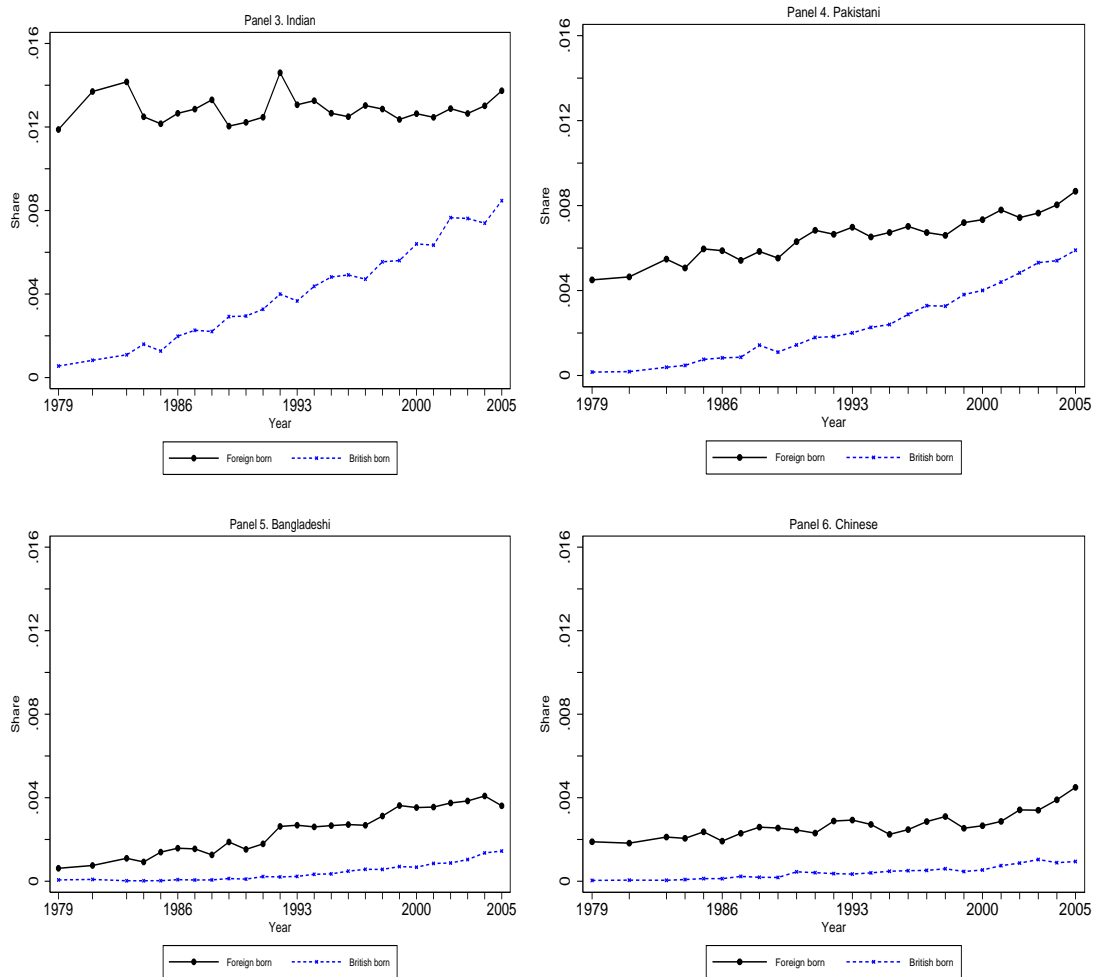 Panel 3. Indian
.016
.012
.008
.004
0
Share
1979 1986 1993 2000 2005
Year
Foreign born British born
Panel 4. Pakistani
.016
.012
.008
.004
0
Share
1979 1986 1993 2000 2005
Year
Foreign born British born
Panel 5. Bangladeshi
.016
.012
.008
.004
0
Share
1979 1986 1993 2000 2005
Year
Foreign born British born
Panel 6. Chinese
.016
.012
.008
.004
0
Share
1979 1986 1993 2000 2005
Year
Foreign born British born